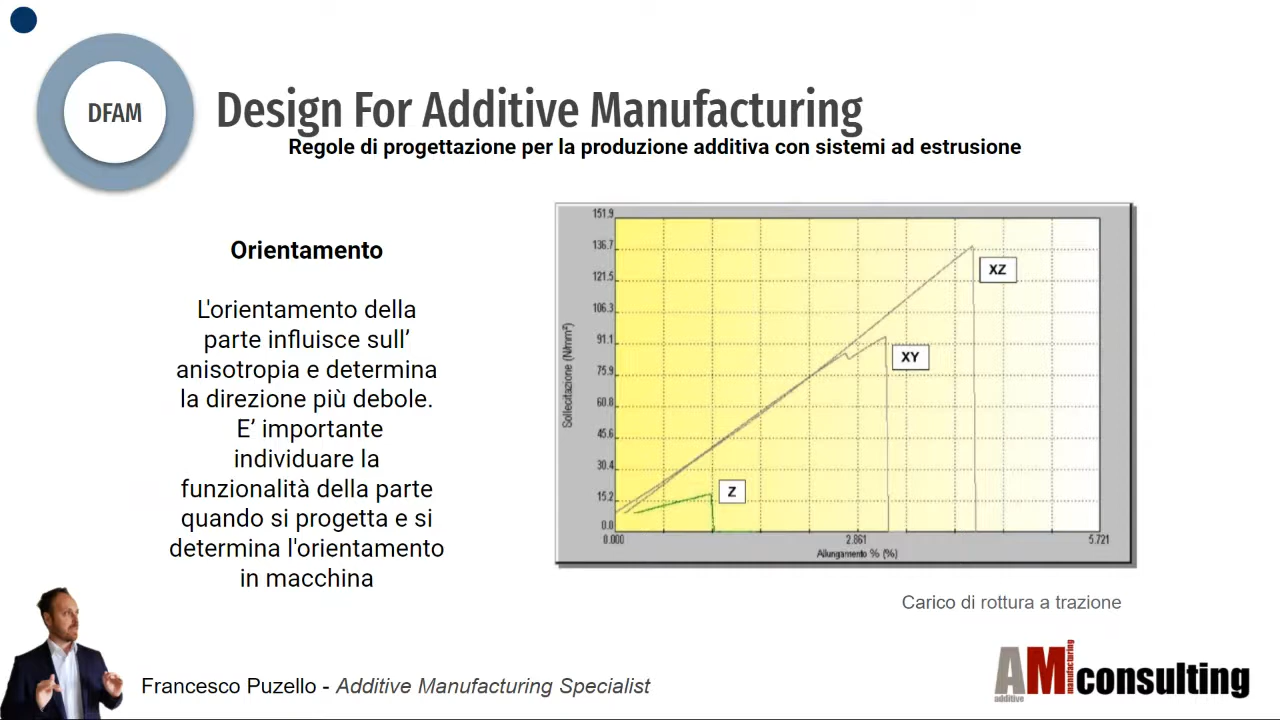 DFAM
Design For Additive Manufacturing
Regole di progettazione per la produzione additiva con sistemi ad estrusione
Orientamento
L'orientamento della
parte influisce sull’
anisotropia e determina
la direzione più debole.
E’ importante
individuare la
funzionalità della parte
quando si progetta e si
determina l'orientamento
in macchina
Sollecitazione (N/mm²)
151.9
136.7
121.5
106.3
91.1
75.9
60.8
45.6
30.4
15.2
0.0
XZ
XY
Z
0.000
2.861
5.721
Allungamento % (%)
Carico di rottura a trazione
Francesco Puzello - Additive Manufacturing Specialist
AMconsulting
additive
manufacturing